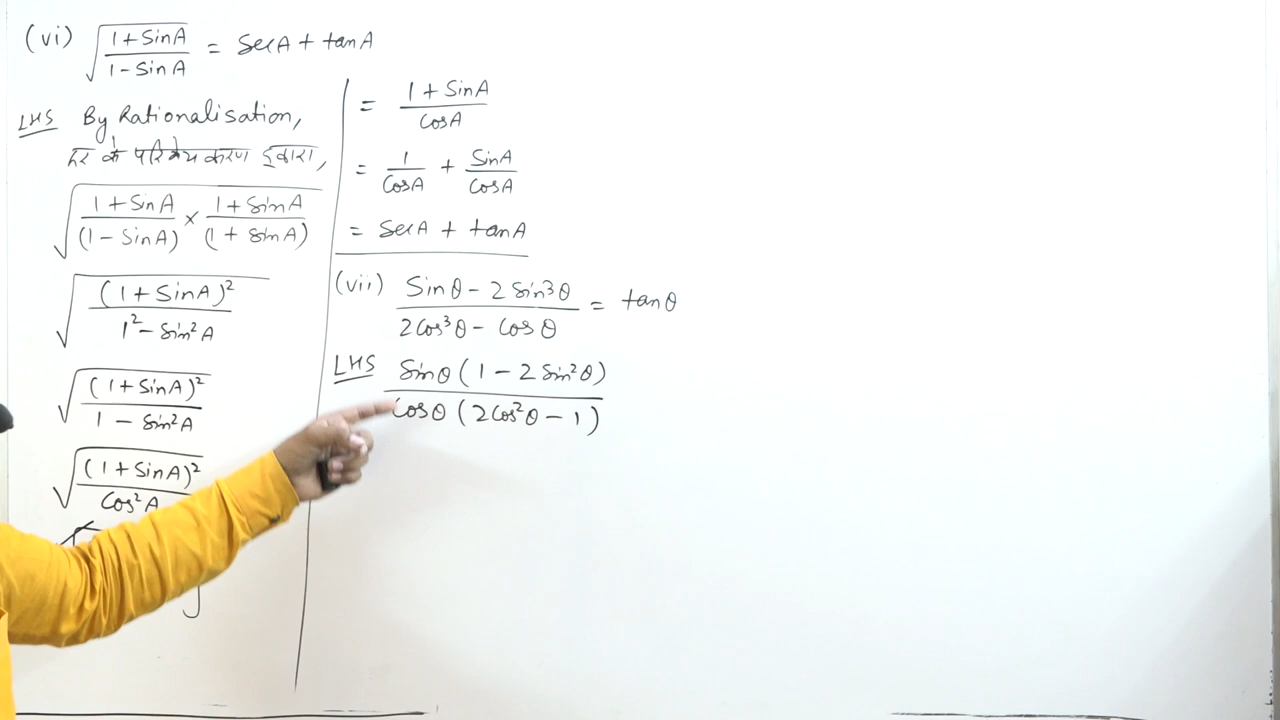 (vi) √((1+SinA)/(1-SinA)) = SecA + tanA
LHS By Rationalisation,
हर के परिमेय करण द्वारा,
√((1+SinA)/(1-SinA) × (1+SinA)/(1+SinA))
√((1+SinA)²/(1²-Sin²A))
√((1+SinA)²/(1-Sin²A))
√((1+SinA)²/Cos²A)
= (1+SinA)/CosA
= 1/CosA + SinA/CosA
= SecA + tanA
(vii) (Sinθ - 2Sin³θ)/(2Cos³θ - Cosθ) = tanθ
LHS Sinθ(1-2Sin²θ)/Cosθ(2Cos²θ-1)